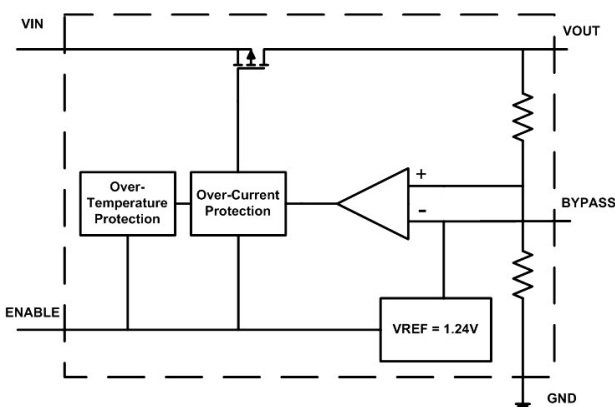 VIN
VOUT
Over-
Temperature
Protection
Over-Current
Protection
+
-
BYPASS
ENABLE
VREF = 1.24V
GND